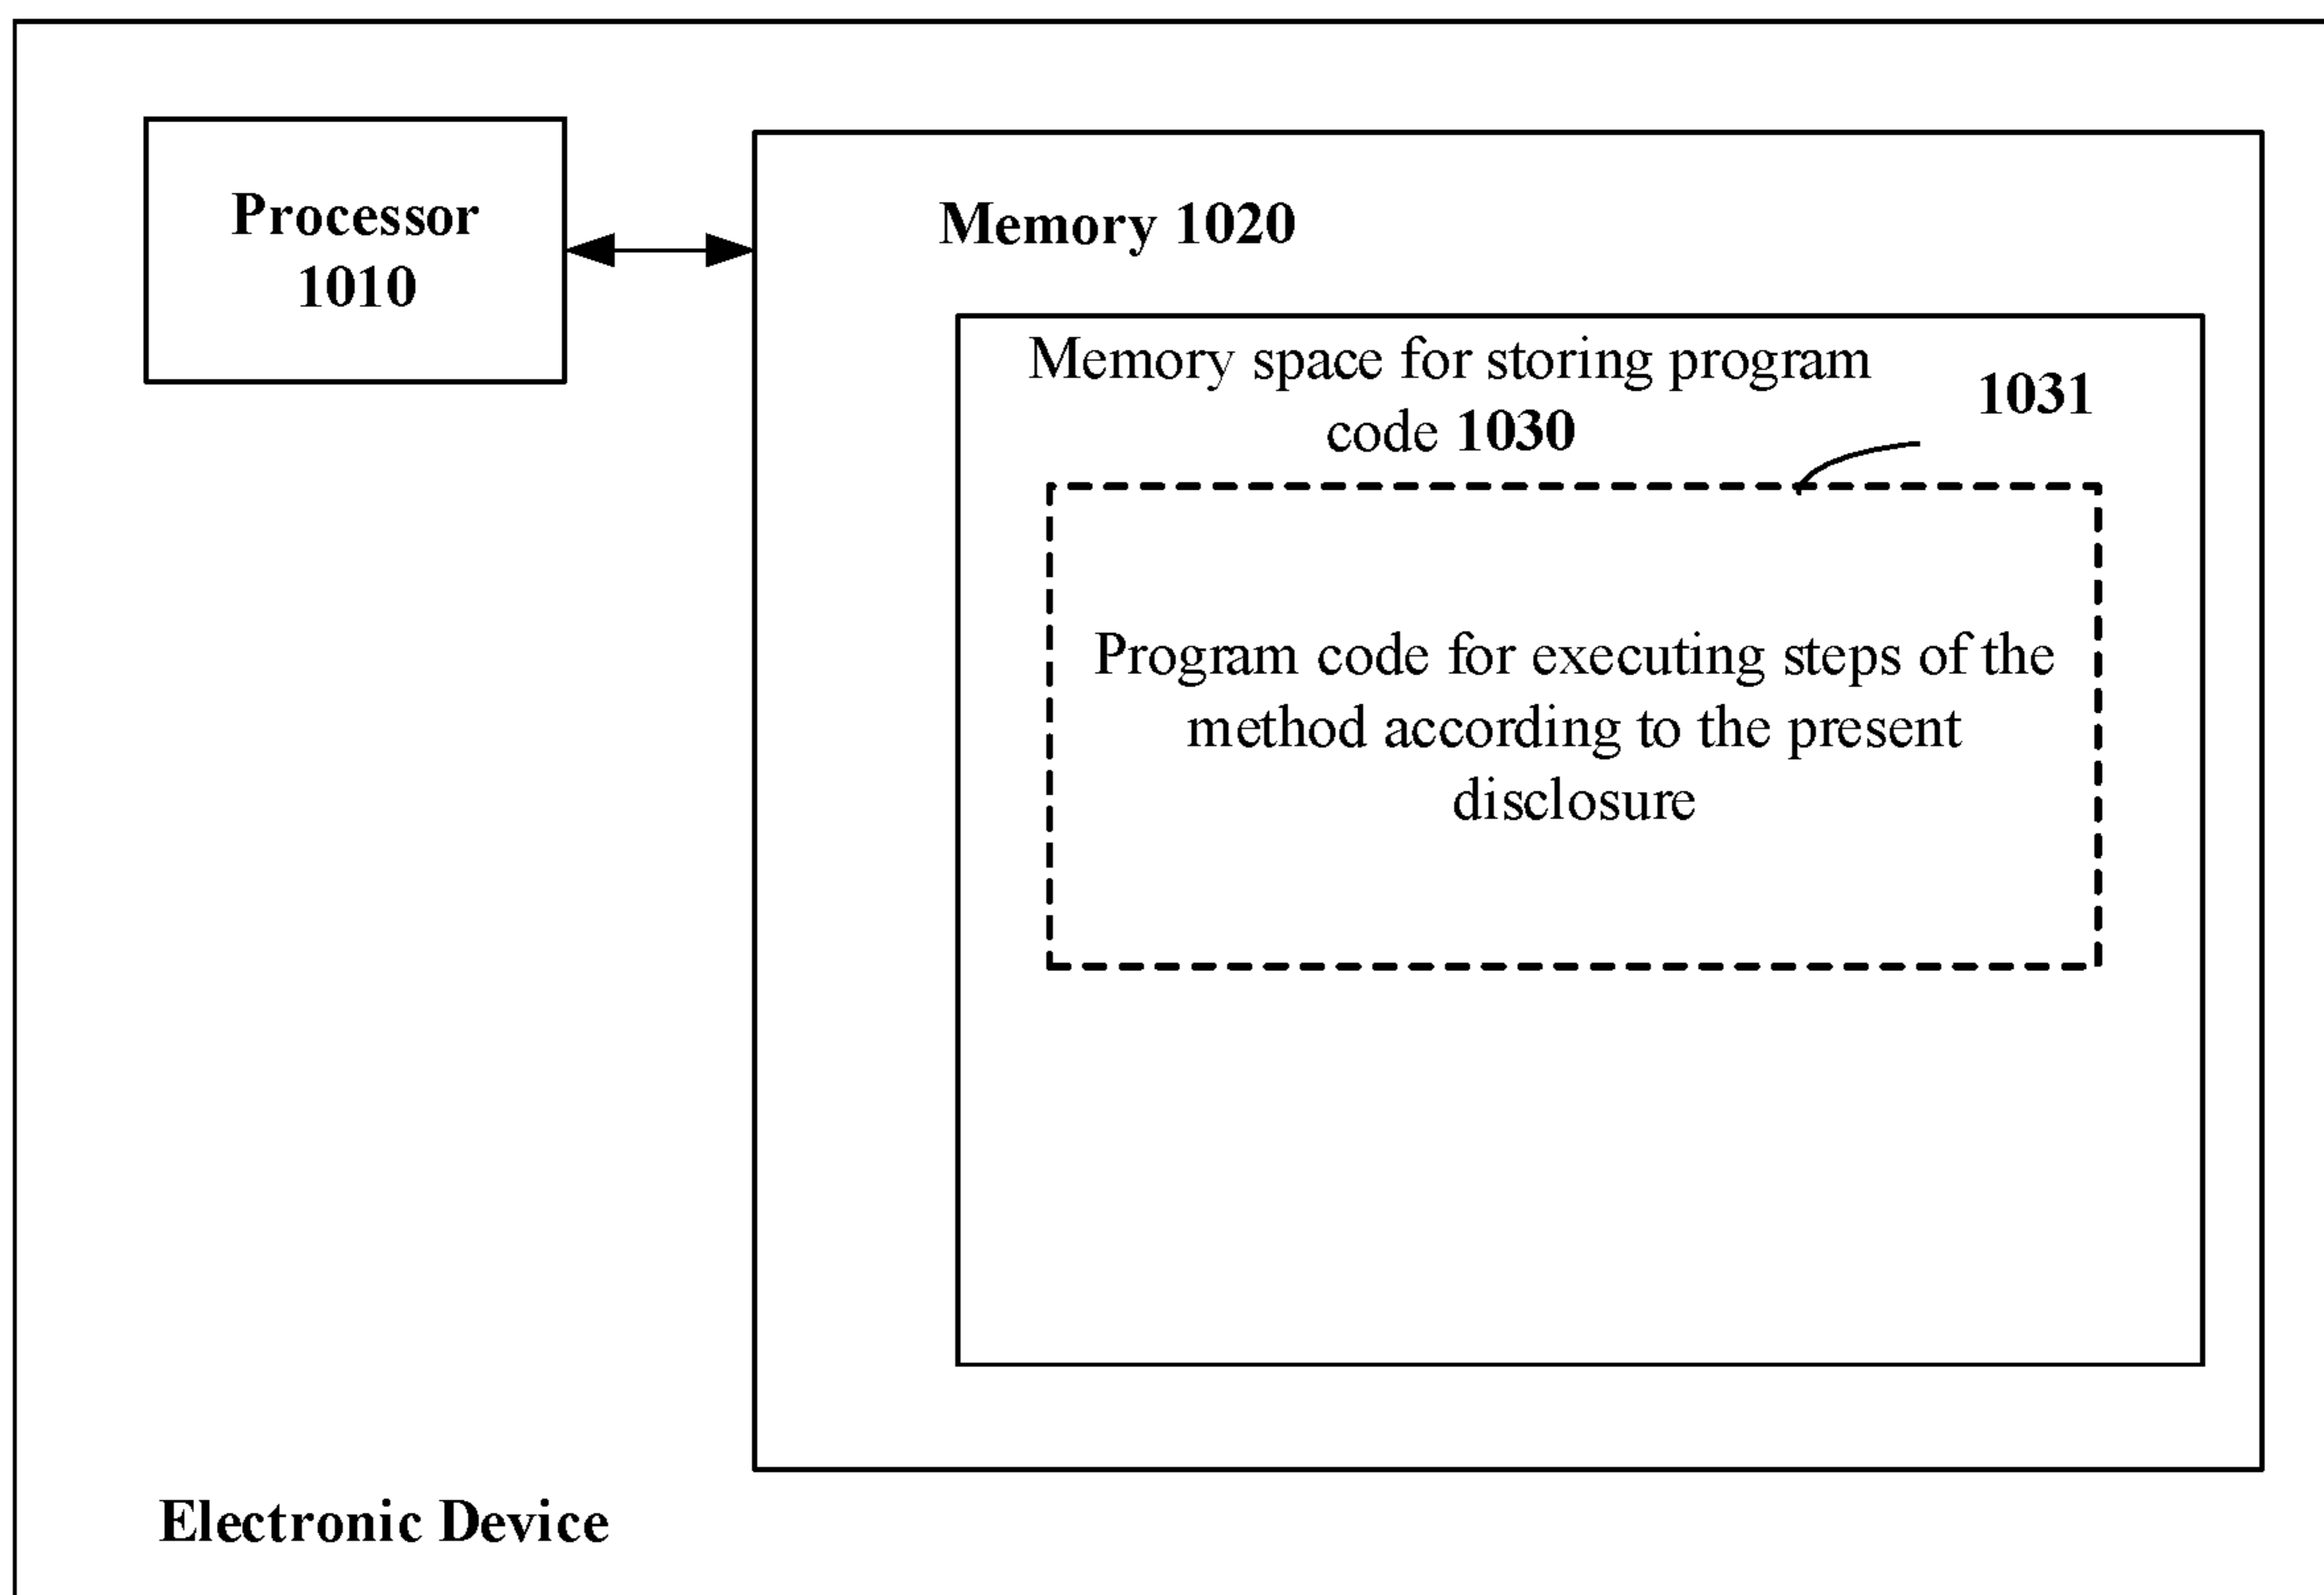 Processor
1010
Memory 1020
Memory space for storing program
code 1030
1031
Program code for executing steps of the
method according to the present
disclosure
Electronic Device